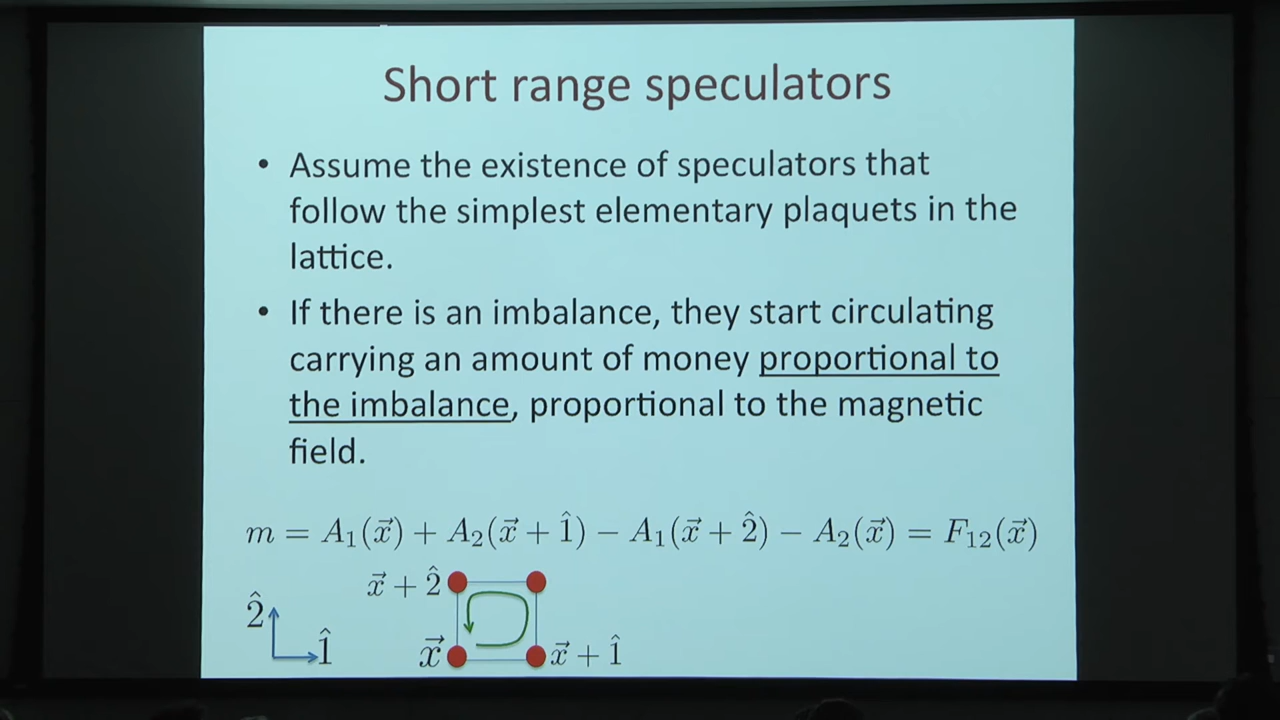 Short range speculators
• Assume the existence of speculators that
follow the simplest elementary plaquets in the
lattice.
• If there is an imbalance, they start circulating
carrying an amount of money proportional to
the imbalance, proportional to the magnetic
field.
m = A₁(x⃗) + A₂(x⃗ + 1̂) − A₁(x⃗ + 2̂) − A₂(x⃗) = F₁₂(x⃗)
x⃗ + 2̂
2̂
1̂
x⃗
x⃗ + 1̂